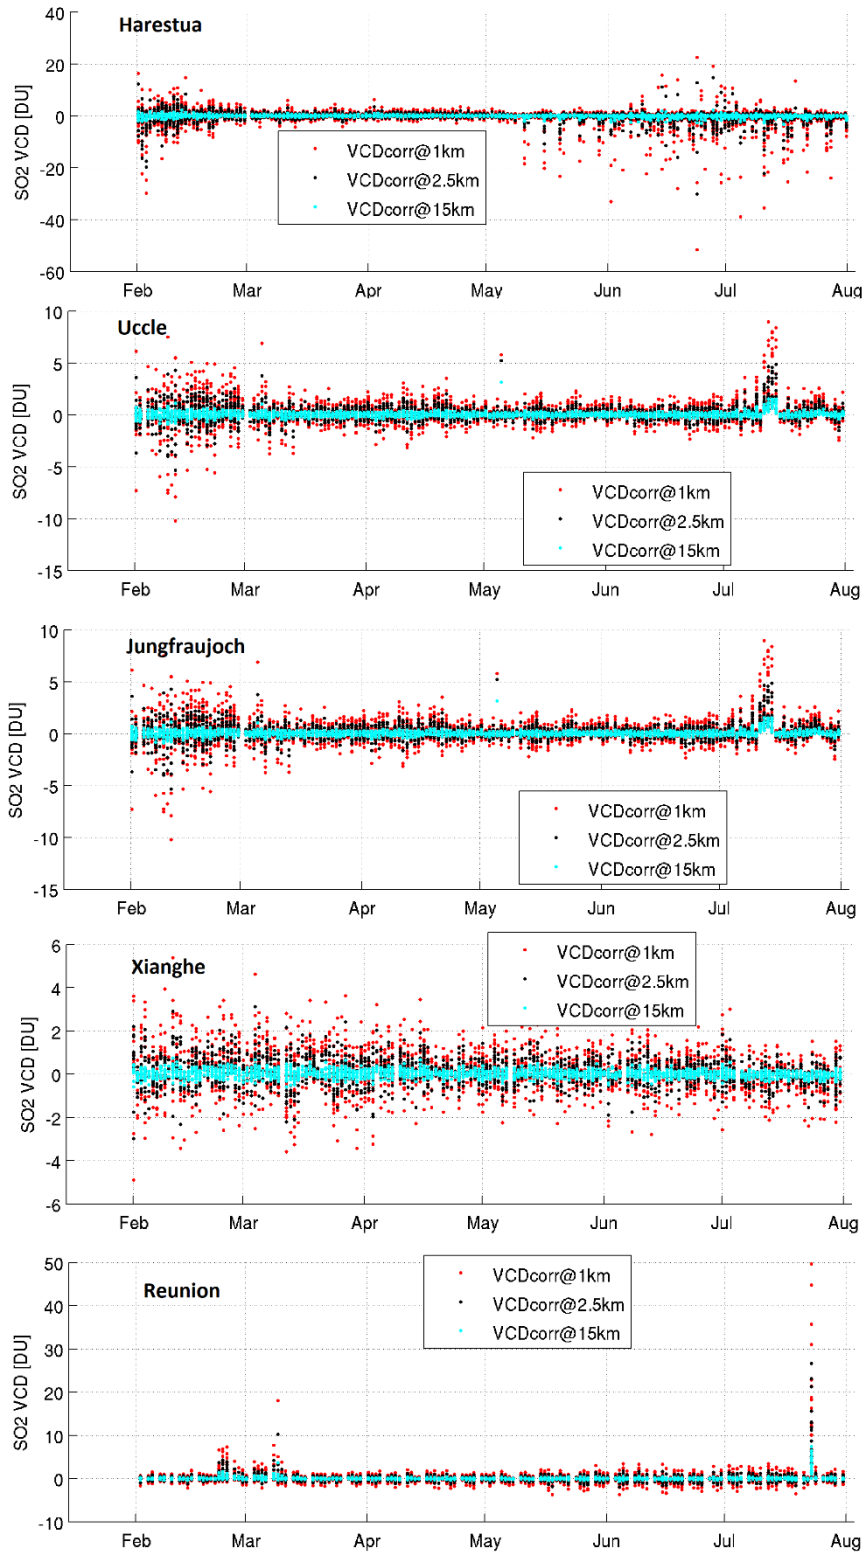 Harestua
SO2 VCD [DU]
40
20
0
-20
-40
-60
VCDcorr@1km
VCDcorr@2.5km
VCDcorr@15km
Feb Mar Apr May Jun Jul Aug
Uccle
SO2 VCD [DU]
10
5
0
-5
-10
-15
VCDcorr@1km
VCDcorr@2.5km
VCDcorr@15km
Feb Mar Apr May Jun Jul Aug
Jungfraujoch
SO2 VCD [DU]
10
5
0
-5
-10
-15
VCDcorr@1km
VCDcorr@2.5km
VCDcorr@15km
Feb Mar Apr May Jun Jul Aug
Xianghe
SO2 VCD [DU]
6
4
2
0
-2
-4
-6
VCDcorr@1km
VCDcorr@2.5km
VCDcorr@15km
Feb Mar Apr May Jun Jul Aug
Reunion
SO2 VCD [DU]
50
40
30
20
10
0
-10
VCDcorr@1km
VCDcorr@2.5km
VCDcorr@15km
Feb Mar Apr May Jun Jul Aug